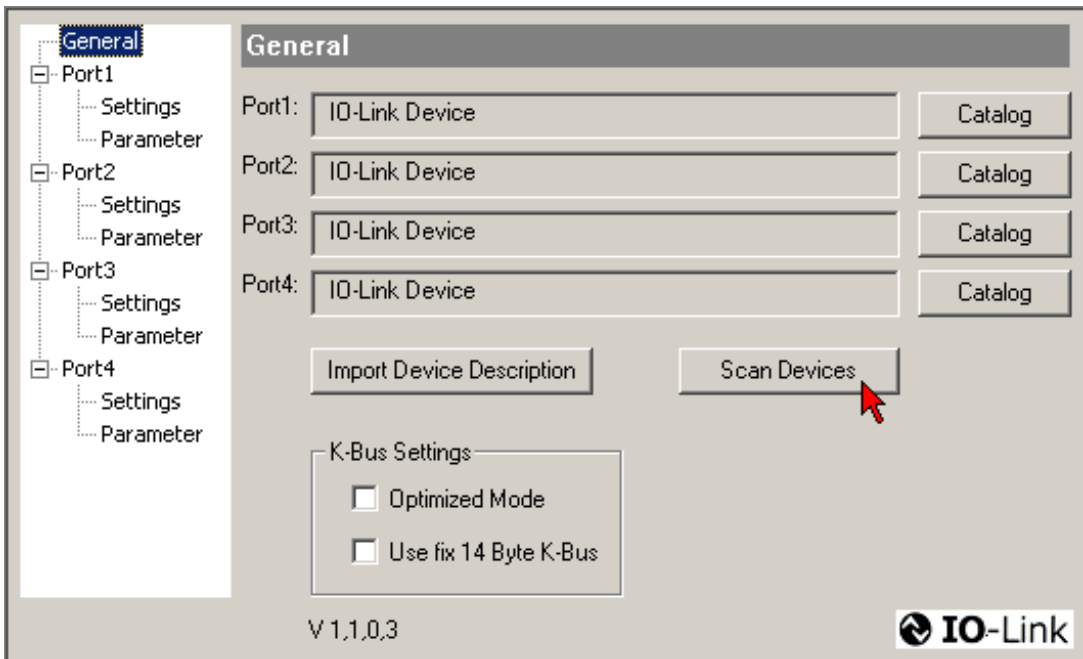 General
Port1
Settings
Parameter
Port2
Settings
Parameter
Port3
Settings
Parameter
Port4
Settings
Parameter
General
Port1: IO-Link Device Catalog
Port2: IO-Link Device Catalog
Port3: IO-Link Device Catalog
Port4: IO-Link Device Catalog
Import Device Description Scan Devices
K-Bus Settings
Optimized Mode
Use fix 14 Byte K-Bus
V 1,1,0,3
IO-Link